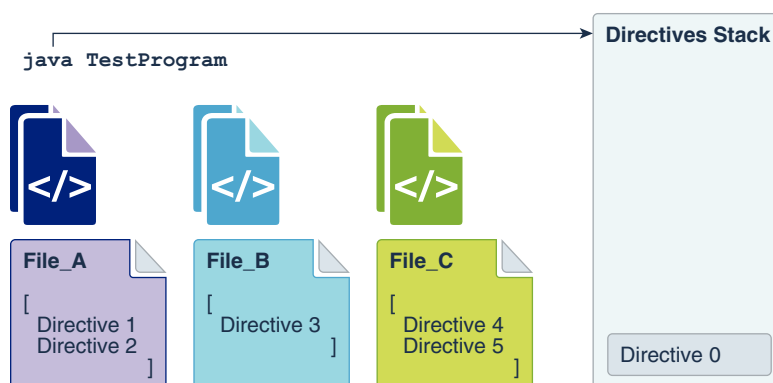 Directives Stack
java TestProgram
</>
</>
</>
File_A
[
Directive 1
Directive 2
]
File_B
[
Directive 3
]
File_C
[
Directive 4
Directive 5
]
Directive 0